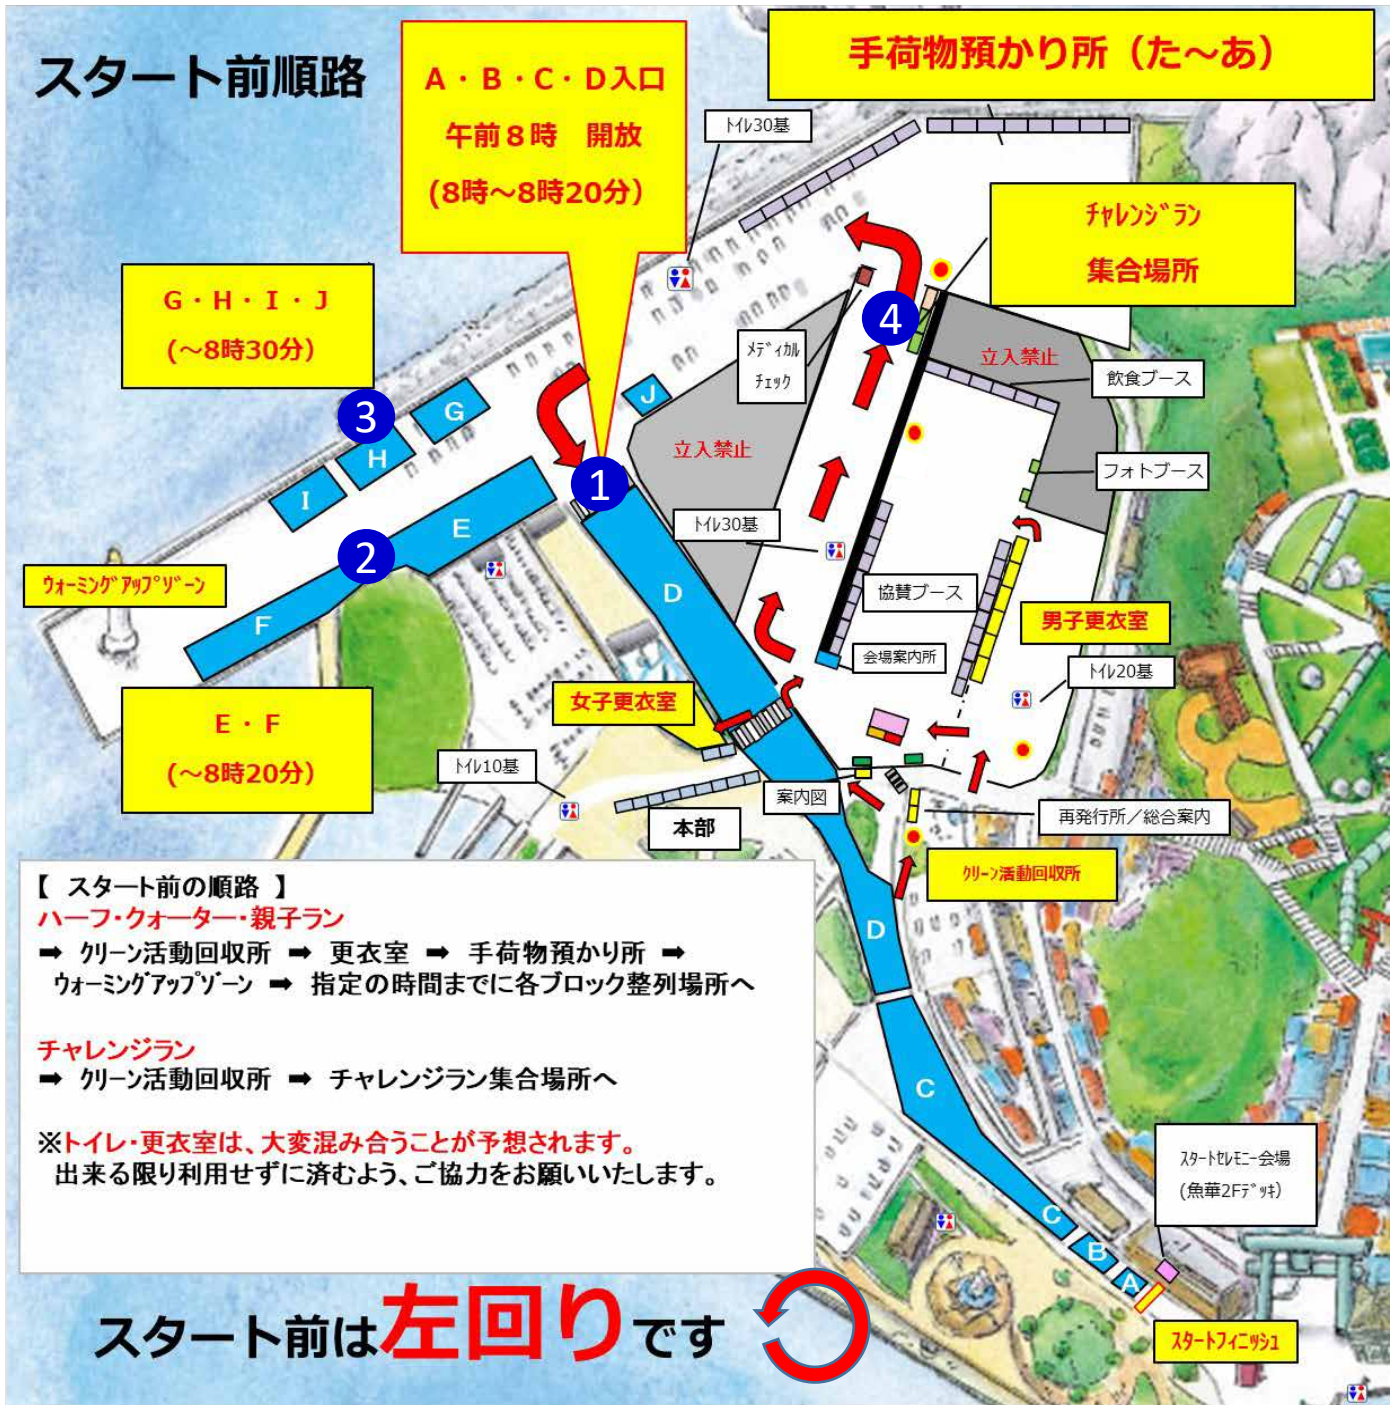 スタート前順路
A・B・C・D入口
午前８時　開放
(8時～8時20分)
手荷物預かり所（た～あ）
ﾄｲﾚ30基
ﾁｬﾚﾝｼﾞﾗﾝ
集合場所
G・H・I・J
(～8時30分)
3
G
H
I
J
1
4
ﾒﾃﾞｨｶﾙ
ﾁｪｯｸ
立入禁止
立入禁止
飲食ブース
フォトブース
ﾄｲﾚ30基
2
E
F
D
ｳｫｰﾐﾝｸﾞｱｯﾌﾟｿﾞｰﾝ
協賛ブース
男子更衣室
会場案内所
ﾄｲﾚ20基
女子更衣室
E・F
(～8時20分)
ﾄｲﾚ10基
案内図
本部
再発行所／総合案内
ｸﾘｰﾝ活動回収所
【 スタート前の順路 】
ハーフ・クォーター・親子ラン
➡ ｸﾘｰﾝ活動回収所 ➡ 更衣室 ➡ 手荷物預かり所 ➡
ｳｫｰﾐﾝｸﾞｱｯﾌﾟｿﾞｰﾝ ➡ 指定の時間までに各ブロック整列場所へ
チャレンジラン
➡ ｸﾘｰﾝ活動回収所 ➡ チャレンジラン集合場所へ
※トイレ・更衣室は、大変混み合うことが予想されます。
出来る限り利用せずに済むよう、ご協力をお願いいたします。
D
C
C
B
A
ｽﾀｰﾄｾﾚﾓﾆｰ会場
(魚華2Fﾃﾞｯｷ)
ｽﾀｰﾄﾌｨﾆｯｼｭ
スタート前は左回りです